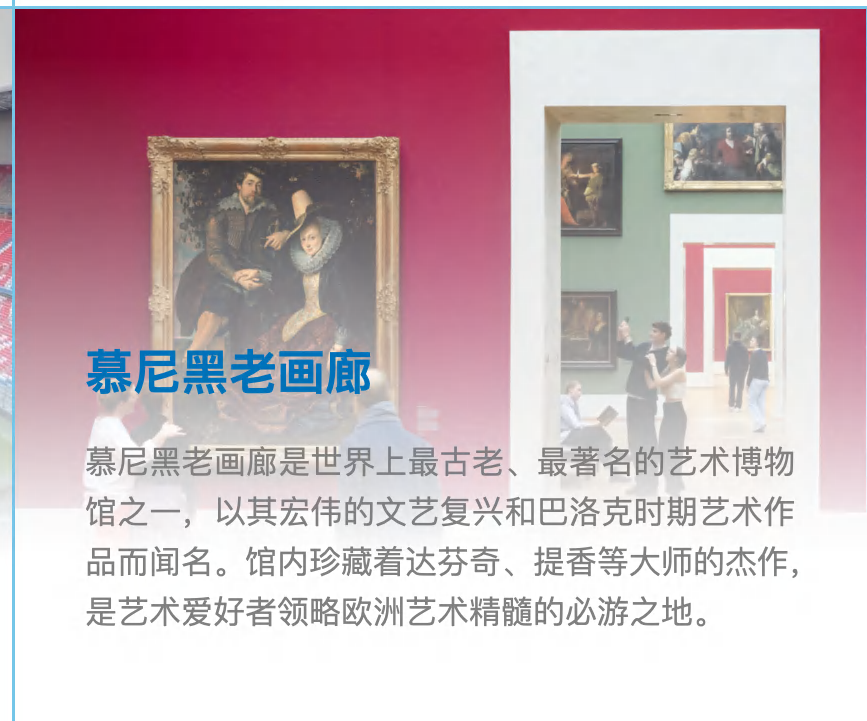 慕尼黑老画廊
慕尼黑老画廊是世界上最古老、最著名的艺术博物
馆之一，以其宏伟的文艺复兴和巴洛克时期艺术作
品而闻名。馆内珍藏着达芬奇、提香等大师的杰作，
是艺术爱好者领略欧洲艺术精髓的必游之地。